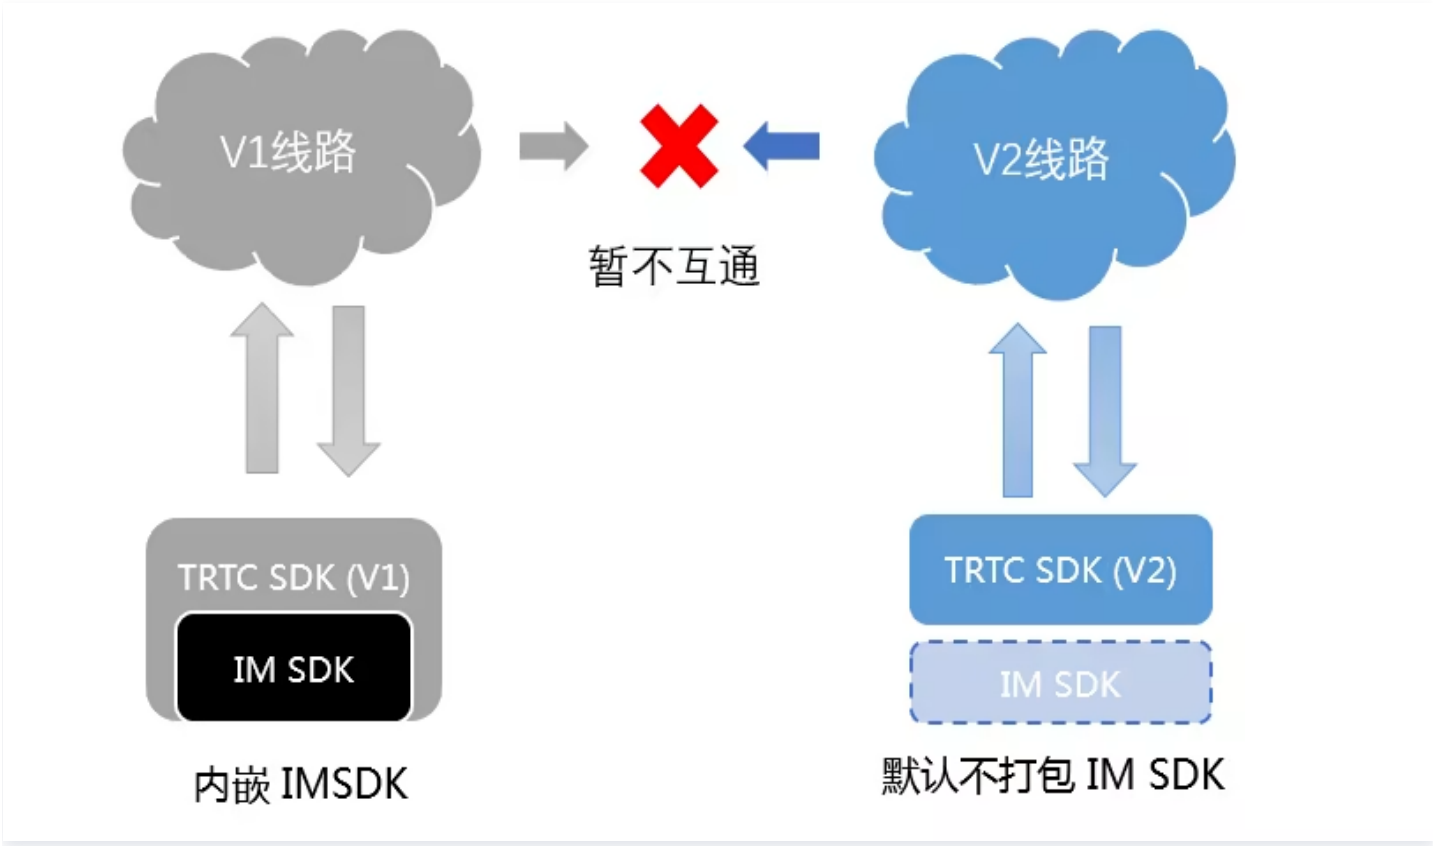 V1线路
V2线路
暂不互通
TRTC SDK (V1)
IM SDK
内嵌 IMSDK
TRTC SDK (V2)
IM SDK
默认不打包 IM SDK